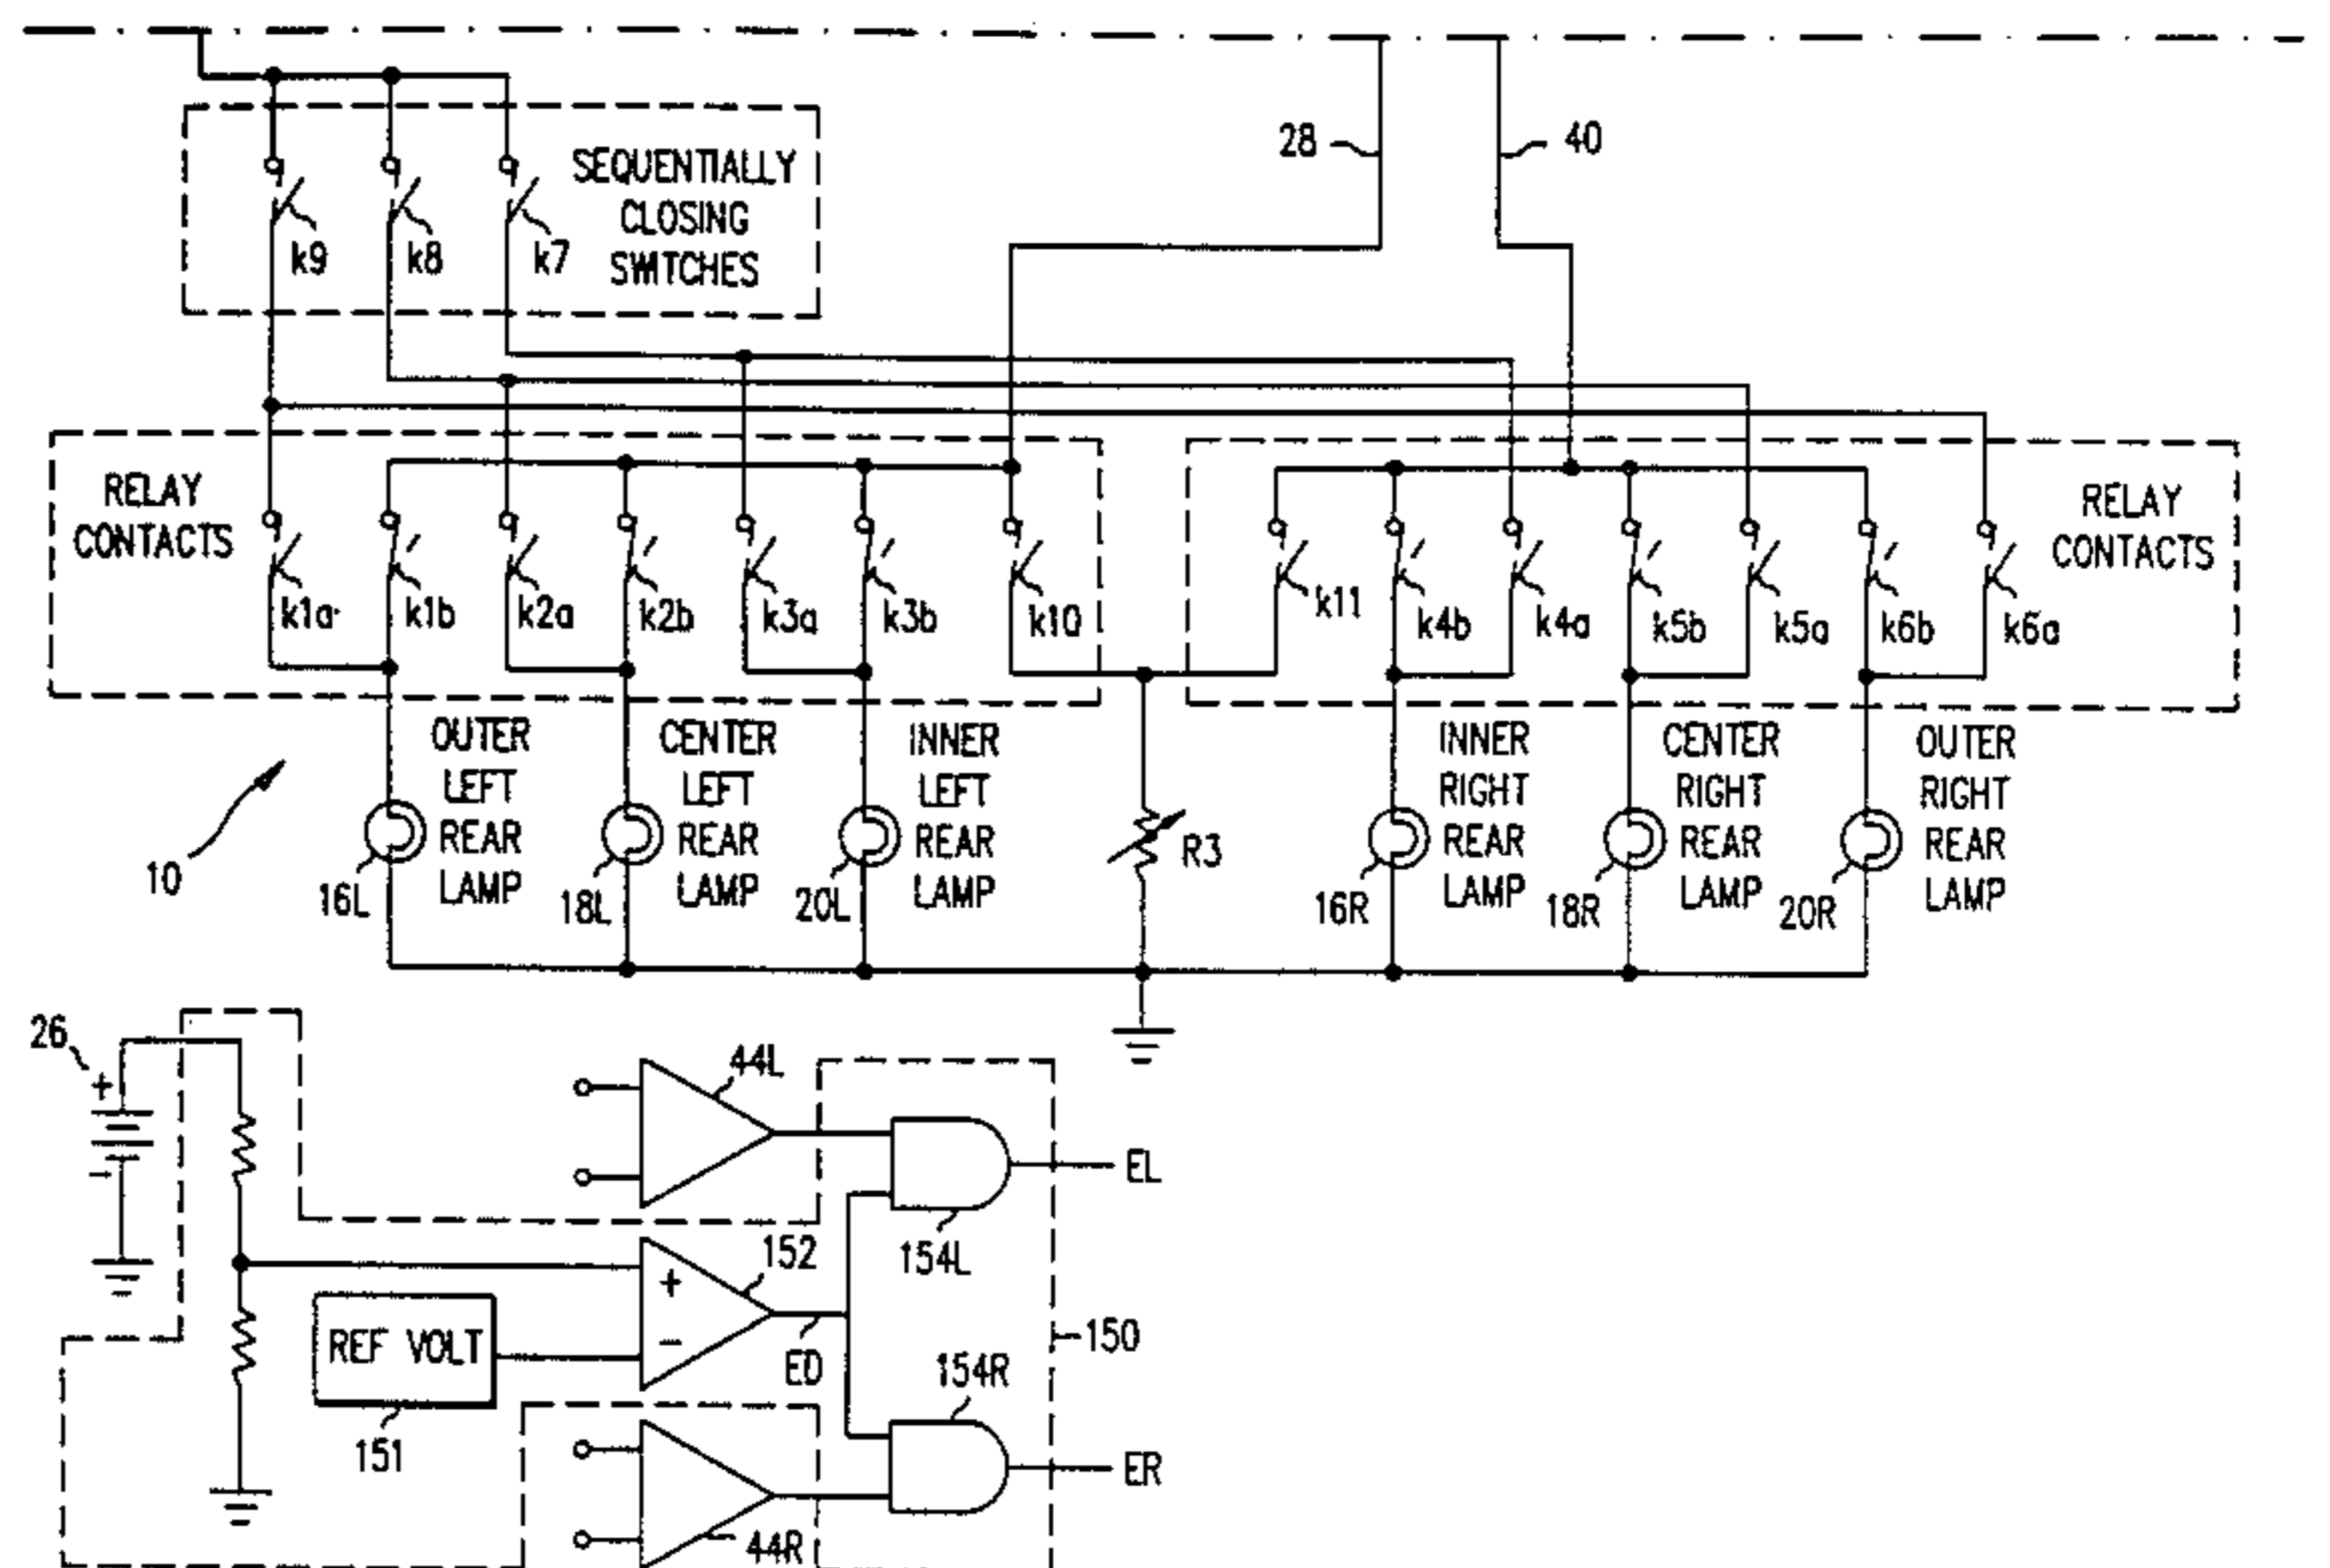 28
40
SEQUENTIALLY
CLOSING
SWITCHES
k9
k8
k7
RELAY
CONTACTS
k1a
k1b
k2a
k2b
k3a
k3b
k10
k11
k4b
k4a
k5b
k5a
k6b
k6a
RELAY
CONTACTS
10
OUTER
LEFT
REAR
LAMP
16L
CENTER
LEFT
REAR
LAMP
18L
INNER
LEFT
REAR
LAMP
20L
R3
INNER
RIGHT
REAR
LAMP
16R
CENTER
RIGHT
REAR
LAMP
18R
OUTER
RIGHT
REAR
LAMP
20R
26
+
-
44L
EL
154L
152
+
-
ED
REF VOLT
151
150
154R
ER
44R